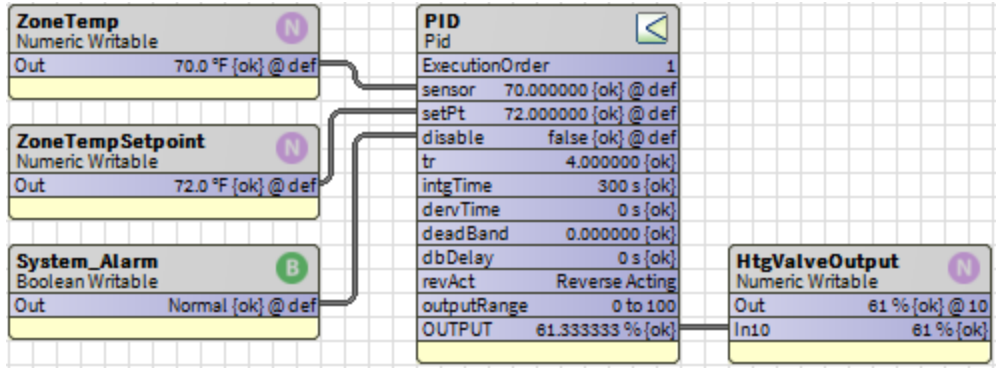 ZoneTemp
Numeric Writable
N
Out 70.0 °F {ok} @ def
ZoneTempSetpoint
Numeric Writable
N
Out 72.0 °F {ok} @ def
System_Alarm
Boolean Writable
B
Out Normal {ok} @ def
PID
Pid
ExecutionOrder 1
sensor 70.000000 {ok} @ def
setPt 72.000000 {ok} @ def
disable false {ok} @ def
tr 4.000000 {ok}
intgTime 300 s {ok}
dervTime 0 s {ok}
deadBand 0.000000 {ok}
dbDelay 0 s {ok}
revAct Reverse Acting
outputRange 0 to 100
OUTPUT 61.333333 % {ok}
HtgValveOutput
Numeric Writable
N
Out 61 % {ok} @ 10
In10 61 % {ok}